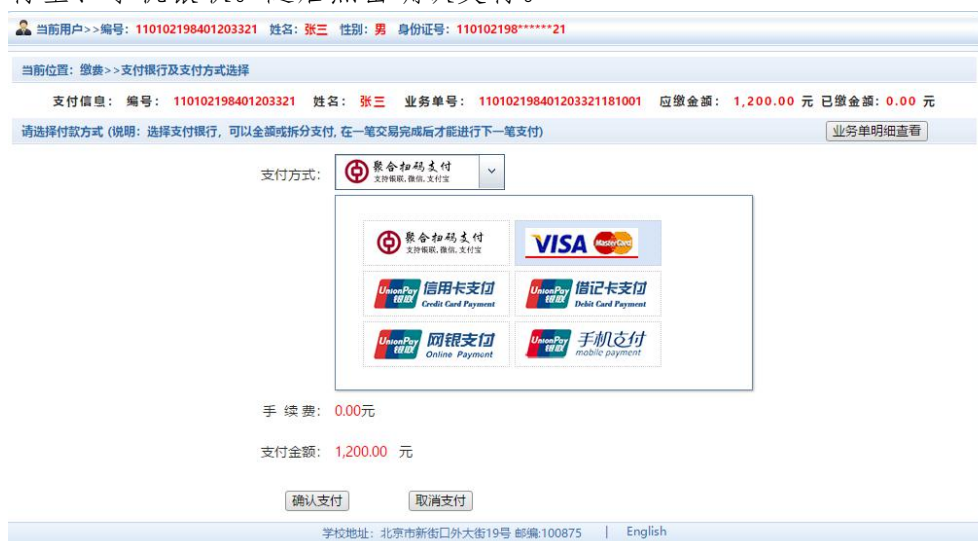 当前用户>>编号: 110102198401203321 姓名: 张三 性别: 男 身份证号: 110102198******21
当前位置: 缴费>>支付银行及支付方式选择
支付信息: 编号: 110102198401203321 姓名: 张三 业务单号: 110102198401203321181001 应缴金额: 1,200.00 元 已缴金额: 0.00 元
请选择付款方式 (说明: 选择支付银行, 可以全额或拆分支付, 在一笔交易完成后才能进行下一笔支付) 业务单明细查看
支付方式: 聚合扫码支付
支持银联, 微信, 支付宝
聚合扫码支付
支持银联, 微信, 支付宝
VISA MasterCard
UnionPay 银联 信用卡支付
Credit Card Payment
UnionPay 银联 借记卡支付
Debit Card Payment
UnionPay 银联 网银支付
Online Payment
UnionPay 银联 手机支付
mobile payment
手 续 费: 0.00元
支付金额: 1,200.00 元
确认支付 取消支付
学校地址: 北京市新街口外大街19号 邮编:100875 | English